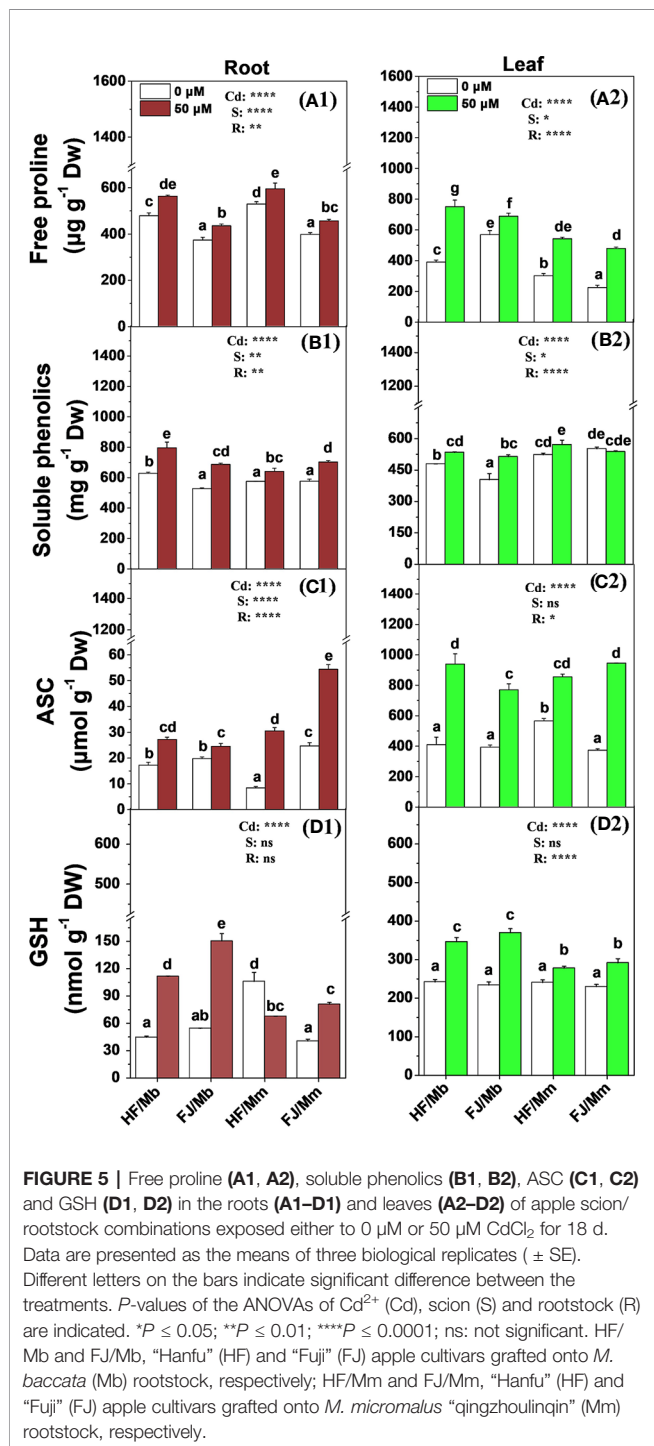 Root
Leaf
0 µM
50 µM
(A1)
Cd: ****
S: ****
R: **
Free proline
(µg g-1 Dw)
1600
1400
600
400
200
0
c
de
a
b
d
e
a
bc
0 µM
50 µM
(A2)
Cd: ****
S: *
R: ****
1600
1400
1000
800
600
400
200
0
c
g
e
f
b
de
a
d
(B1)
Cd: ****
S: **
R: **
Soluble phenolics
(mg g-1 Dw)
1400
1200
1000
800
600
400
200
0
b
e
a
cd
a
bc
a
d
(B2)
Cd: ****
S: *
R: ****
1400
1200
600
450
300
150
0
b
cd
a
bc
cd
e
de
cde
(C1)
Cd: ****
S: ****
R: ****
ASC
(µmol g-1 Dw)
1400
1200
60
50
40
30
20
10
0
b
cd
b
c
a
d
c
e
(C2)
Cd: ****
S: ns
R: *
1400
1200
1000
800
600
400
200
0
a
d
a
c
b
cd
a
d
(D1)
Cd: ****
S: ns
R: ns
GSH
(nmol g-1 DW)
600
500
150
120
90
60
30
0
a
d
ab
e
d
bc
a
c
HF/Mb
FJ/Mb
HF/Mm
FJ/Mm
(D2)
Cd: ****
S: ns
R: ****
600
500
400
300
200
100
0
a
c
a
c
a
b
a
b
HF/Mb
FJ/Mb
HF/Mm
FJ/Mm
FIGURE 5 | Free proline (A1, A2), soluble phenolics (B1, B2), ASC (C1, C2)
and GSH (D1, D2) in the roots (A1–D1) and leaves (A2–D2) of apple scion/
rootstock combinations exposed either to 0 µM or 50 µM CdCl2 for 18 d.
Data are presented as the means of three biological replicates ( ± SE).
Different letters on the bars indicate significant difference between the
treatments. P-values of the ANOVAs of Cd2+ (Cd), scion (S) and rootstock (R)
are indicated. *P ≤ 0.05; **P ≤ 0.01; ****P ≤ 0.0001; ns: not significant. HF/
Mb and FJ/Mb, “Hanfu” (HF) and “Fuji” (FJ) apple cultivars grafted onto M.
baccata (Mb) rootstock, respectively; HF/Mm and FJ/Mm, “Hanfu” (HF) and
“Fuji” (FJ) apple cultivars grafted onto M. micromalus “qingzhoulinqin” (Mm)
rootstock, respectively.